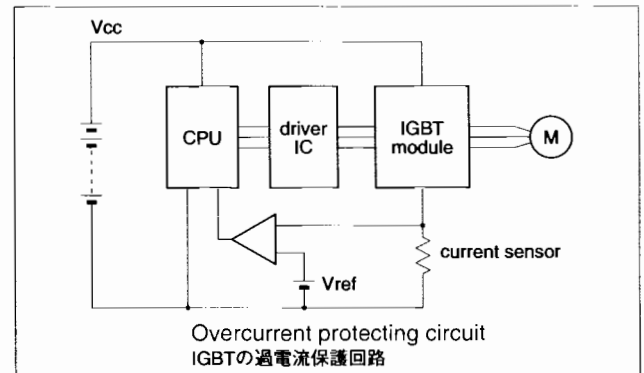 Vcc
CPU
driver
IC
IGBT
module
M
current sensor
Vref
Overcurrent protecting circuit
IGBTの過電流保護回路